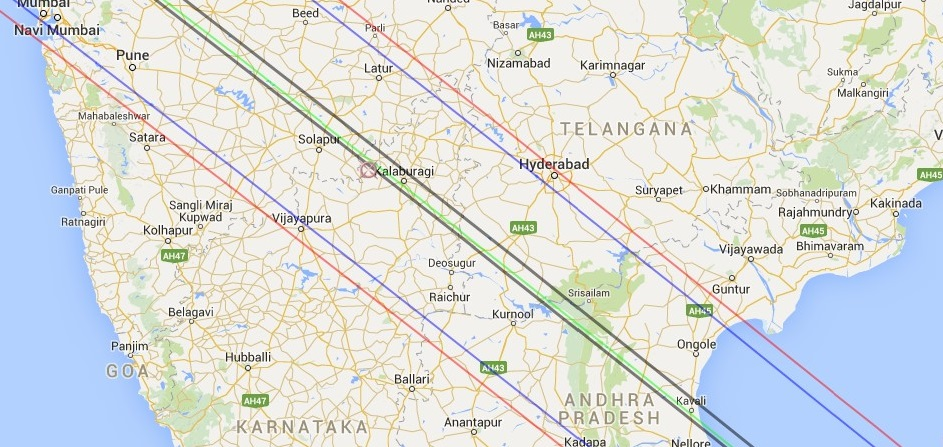 Mumbai
Navi Mumbai
Pune
Beed
Parli
Nanded
Basar
AH43
Jagdalpur
Latur
Nizamabad
Karimnagar
Sukma
Malkangiri
Mahabaleshwar
Satara
Solapur
TELANGANA
Kalaburagi
Hyderabad
AH45
Ganpati Pule
Ratnagiri
Sangli Miraj
Kupwad
Kolhapur
Vijayapura
Suryapet
Khammam
Sobhanadripuram
Rajahmundry
Kakinada
AH47
AH43
AH45
Vijayawada
Bhimavaram
Deosugur
Raichur
Srisailam
Guntur
Belagavi
Kurnool
AH45
Panjim
GOA
Hubballi
Ongole
AH43
Ballari
AH47
KARNATAKA
Anantapur
ANDHRA
PRADESH
Kavali
Kadapa
Nellore